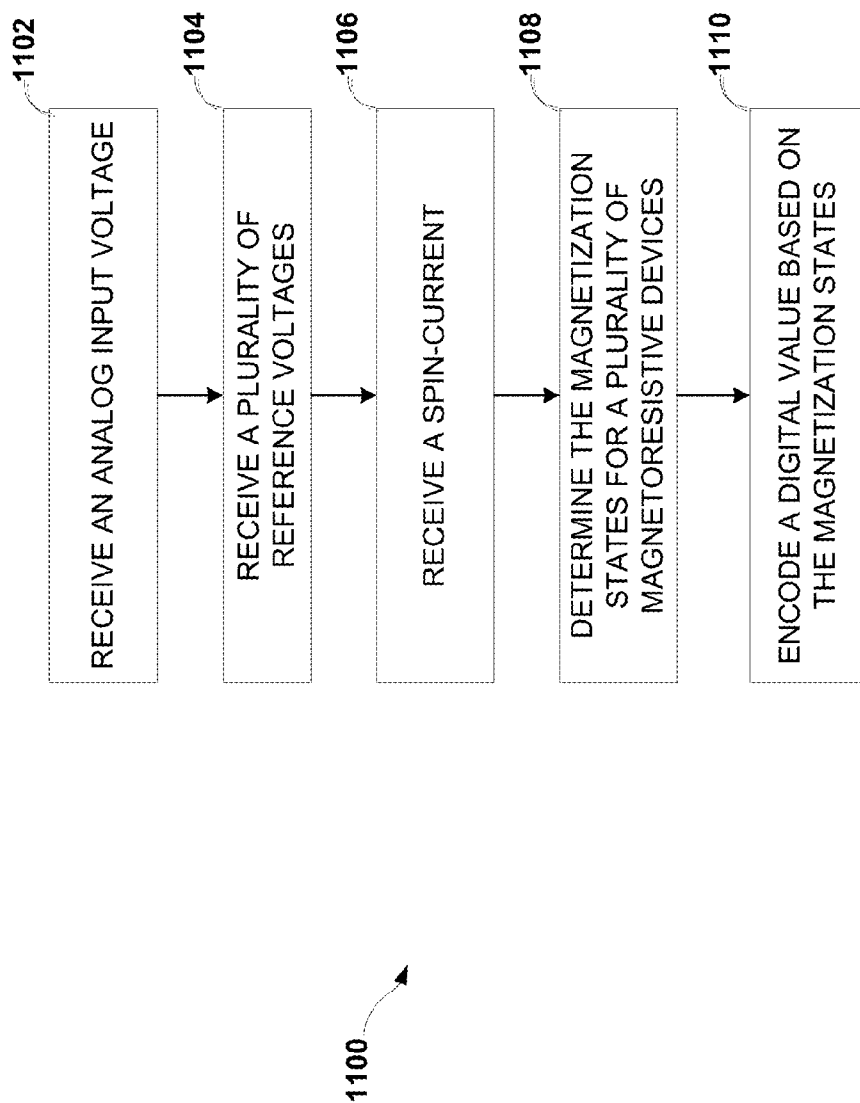 1100
1102
RECEIVE AN ANALOG INPUT VOLTAGE
1104
RECEIVE A PLURALITY OF
REFERENCE VOLTAGES
1106
RECEIVE A SPIN-CURRENT
1108
DETERMINE THE MAGNETIZATION
STATES FOR A PLURALITY OF
MAGNETORESISTIVE DEVICES
1110
ENCODE A DIGITAL VALUE BASED ON
THE MAGNETIZATION STATES